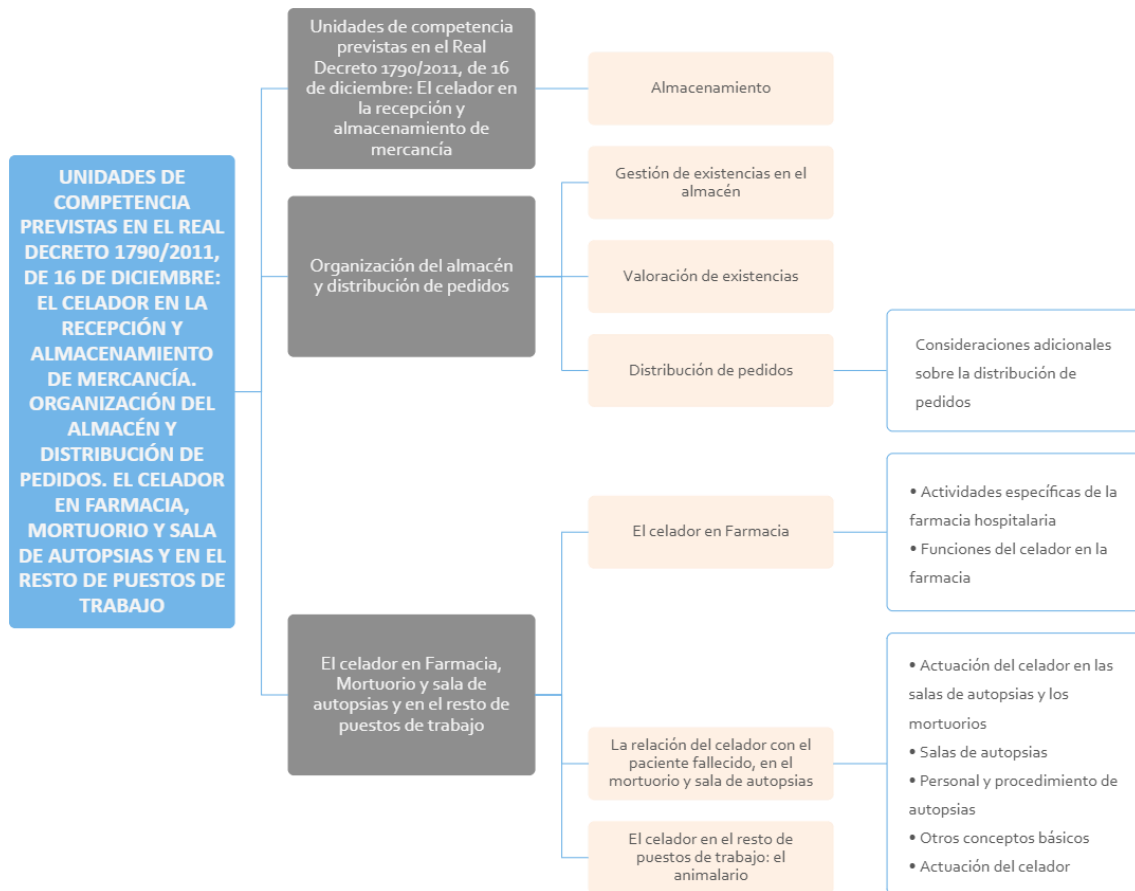 UNIDADES DE
COMPETENCIA
PREVISTAS EN EL REAL
DECRETO 1790/2011,
DE 16 DE DICIEMBRE:
EL CELADOR EN LA
RECEPCIÓN Y
ALMACENAMIENTO
DE MERCANCÍA.
ORGANIZACIÓN DEL
ALMACÉN Y
DISTRIBUCIÓN DE
PEDIDOS. EL CELADOR
EN FARMACIA,
MORTUORIO Y SALA
DE AUTOPSIAS Y EN EL
RESTO DE PUESTOS DE
TRABAJO
Unidades de competencia
previstas en el Real
Decreto 1790/2011, de 16
de diciembre: El celador en
la recepción y
almacenamiento de
mercancía
Almacenamiento
Organización del almacén
y distribución de pedidos
Gestión de existencias en el
almacén
Valoración de existencias
Distribución de pedidos
Consideraciones adicionales
sobre la distribución de
pedidos
El celador en Farmacia,
Mortuorio y sala de
autopsias y en el resto de
puestos de trabajo
El celador en Farmacia
• Actividades específicas de la
farmacia hospitalaria
• Funciones del celador en la
farmacia
La relación del celador con el
paciente fallecido, en el
mortuorio y sala de autopsias
• Actuación del celador en las
salas de autopsias y los
mortuorios
• Salas de autopsias
• Personal y procedimiento de
autopsias
• Otros conceptos básicos
• Actuación del celador
El celador en el resto de
puestos de trabajo: el
animalario